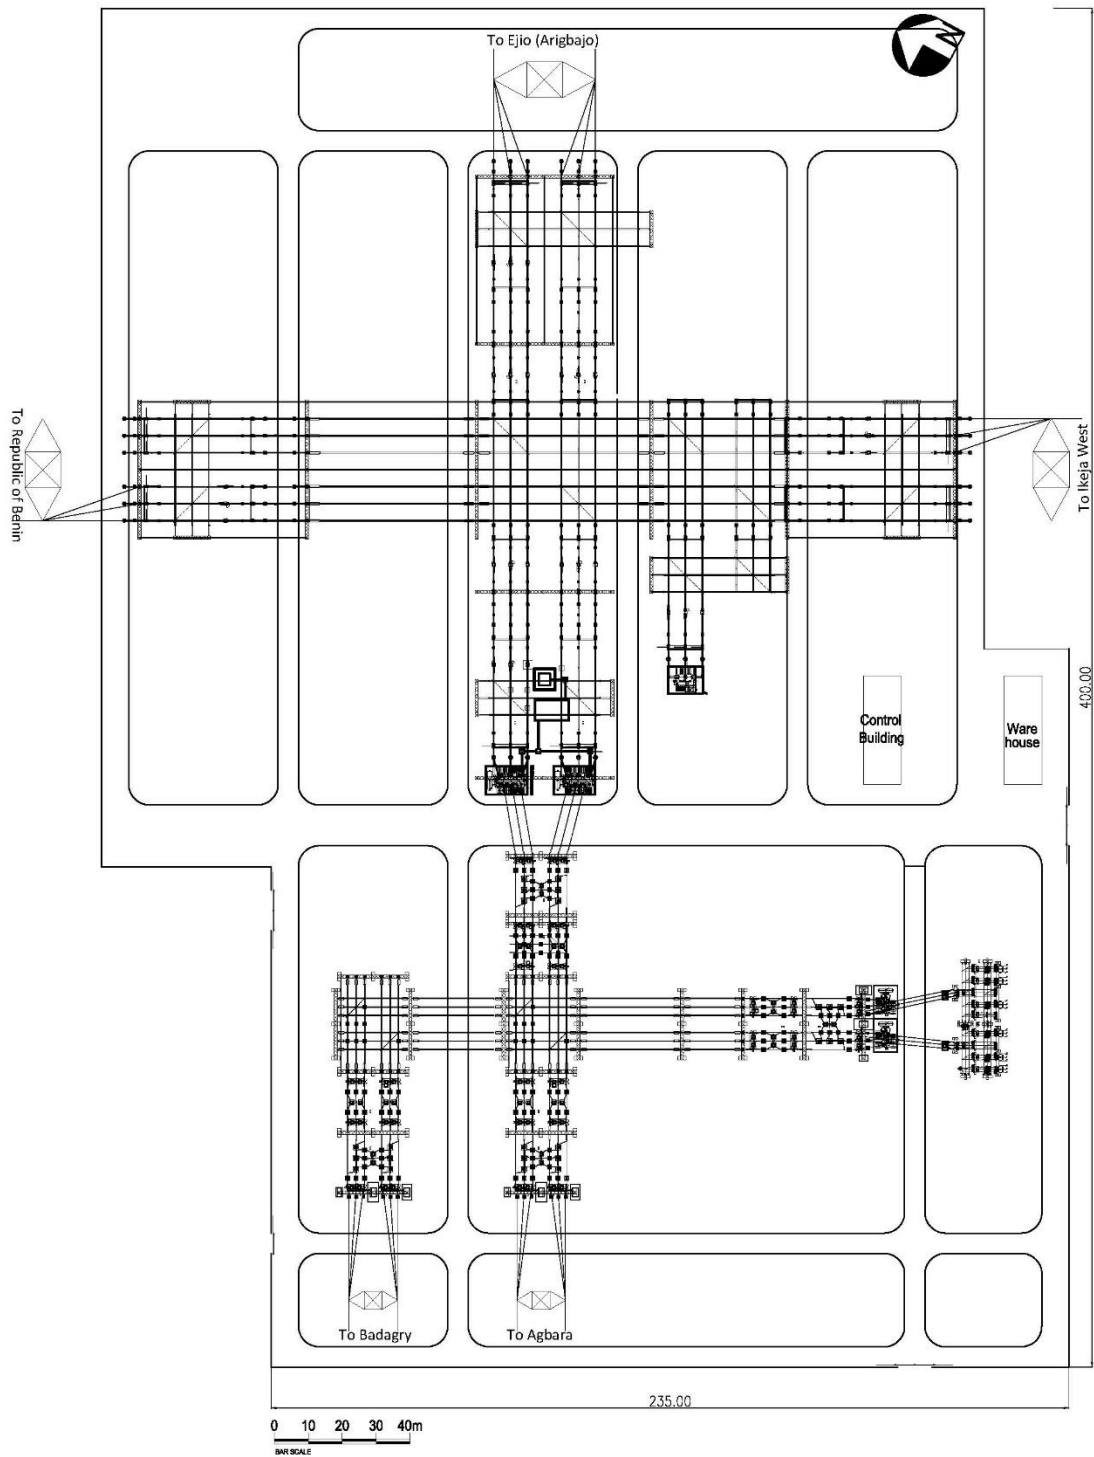 To Ejio (Arigbajo)
N
To Republic of Benin
To Ikeja West
400.00
Control
Building
Ware
house
To Badagry
To Agbara
235.00
0 10 20 30 40m
BAR SCALE